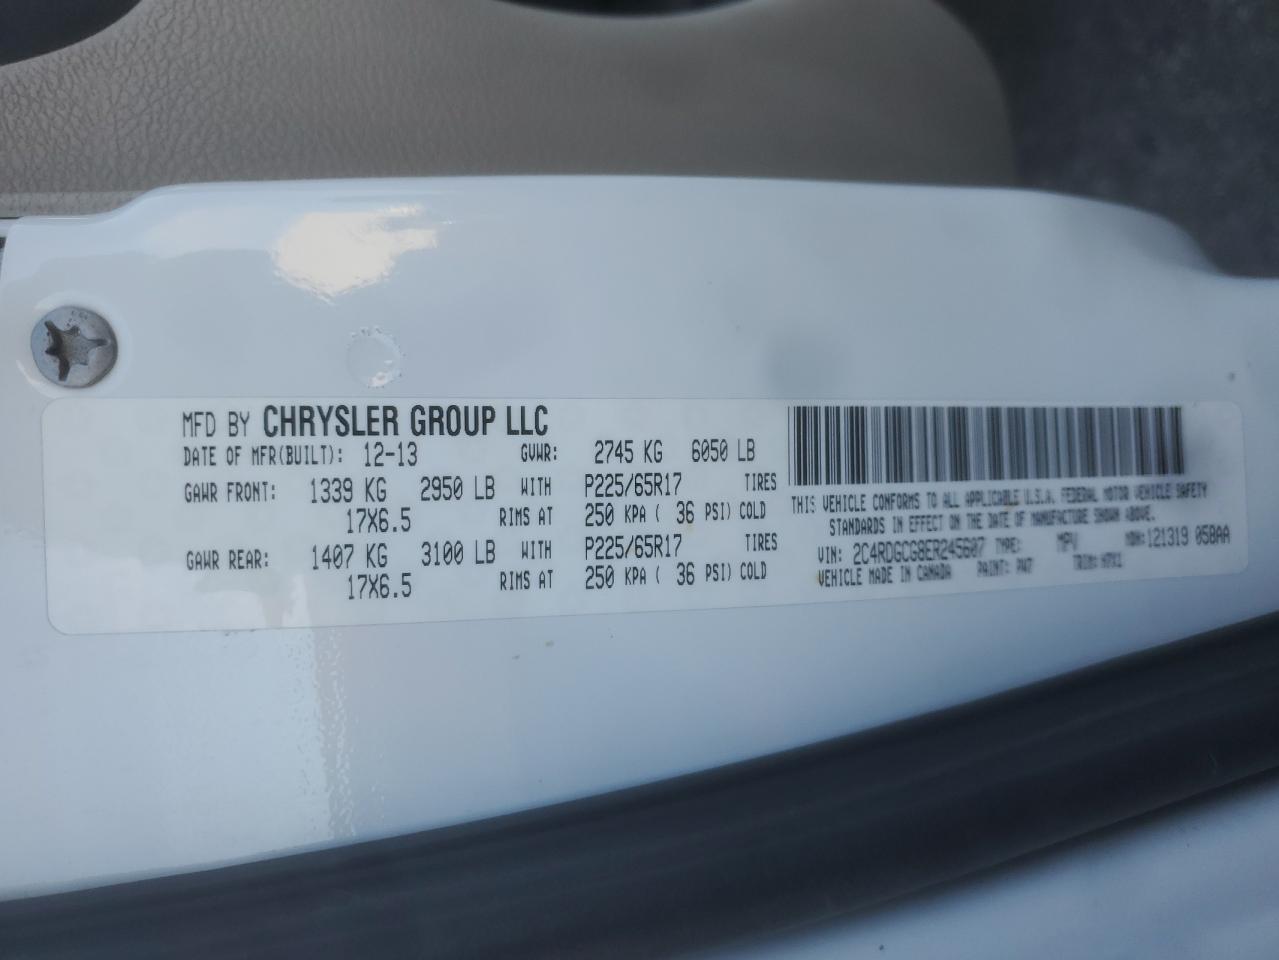 MFD BY CHRYSLER GROUP LLC
DATE OF MFR(BUILT): 12-13 GVWR: 2745 KG 6050 LB
GAWR FRONT: 1339 KG 2950 LB WITH P225/65R17 TIRES
17X6.5 RIMS AT 250 KPA ( 36 PSI) COLD
GAWR REAR: 1407 KG 3100 LB WITH P225/65R17 TIRES
17X6.5 RIMS AT 250 KPA ( 36 PSI) COLD
THIS VEHICLE CONFORMS TO ALL APPLICABLE U.S.A. FEDERAL MOTOR VEHICLE SAFETY
STANDARDS IN EFFECT ON THE DATE OF MANUFACTURE SHOWN ABOVE.
VIN: 2C4RDGCG8ER245607 TYPE: MPV MDH: 121319 058AA
VEHICLE MADE IN CANADA PAINT: PW7 TRIM: